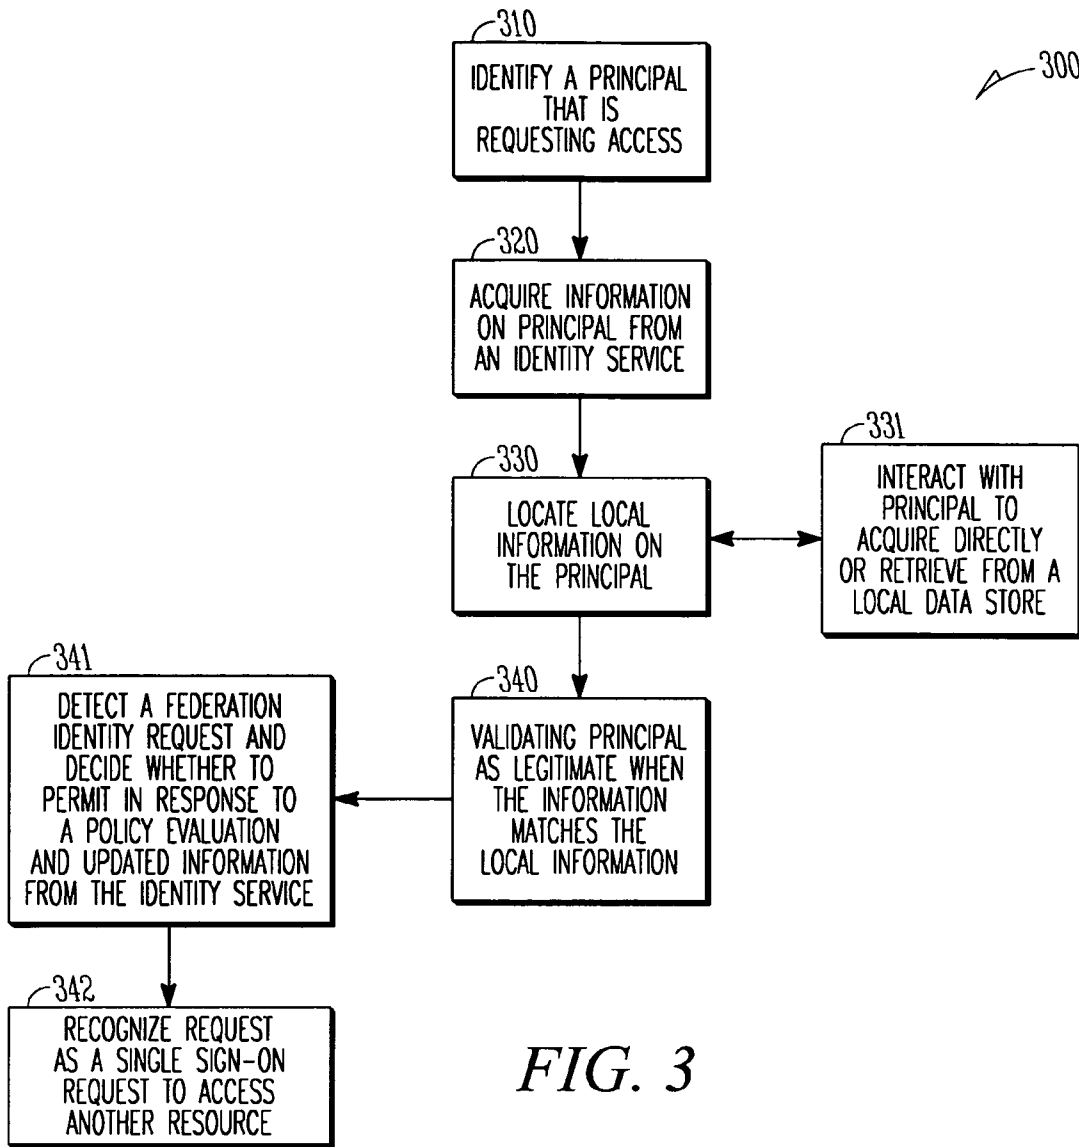 310
IDENTIFY A PRINCIPAL
THAT IS
REQUESTING ACCESS
300
320
ACQUIRE INFORMATION
ON PRINCIPAL FROM
AN IDENTITY SERVICE
330
LOCATE LOCAL
INFORMATION ON
THE PRINCIPAL
331
INTERACT WITH
PRINCIPAL TO
ACQUIRE DIRECTLY
OR RETRIEVE FROM A
LOCAL DATA STORE
340
VALIDATING PRINCIPAL
AS LEGITIMATE WHEN
THE INFORMATION
MATCHES THE
LOCAL INFORMATION
341
DETECT A FEDERATION
IDENTITY REQUEST AND
DECIDE WHETHER TO
PERMIT IN RESPONSE TO
A POLICY EVALUATION
AND UPDATED INFORMATION
FROM THE IDENTITY SERVICE
342
RECOGNIZE REQUEST
AS A SINGLE SIGN-ON
REQUEST TO ACCESS
ANOTHER RESOURCE
FIG. 3